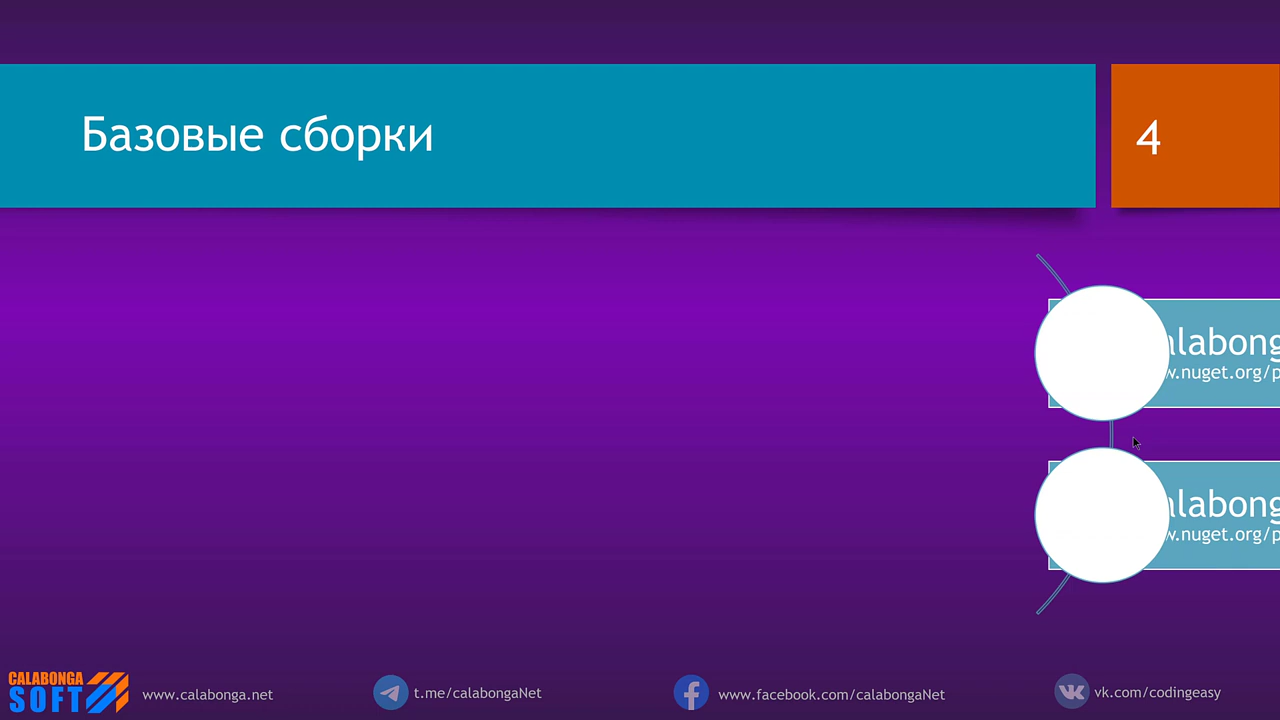 Базовые сборки
4
alabong
w.nuget.org/p
alabong
w.nuget.org/p
CALABONGA
SOFT
www.calabonga.net
t.me/calabongaNet
www.facebook.com/calabongaNet
vk.com/codingeasy